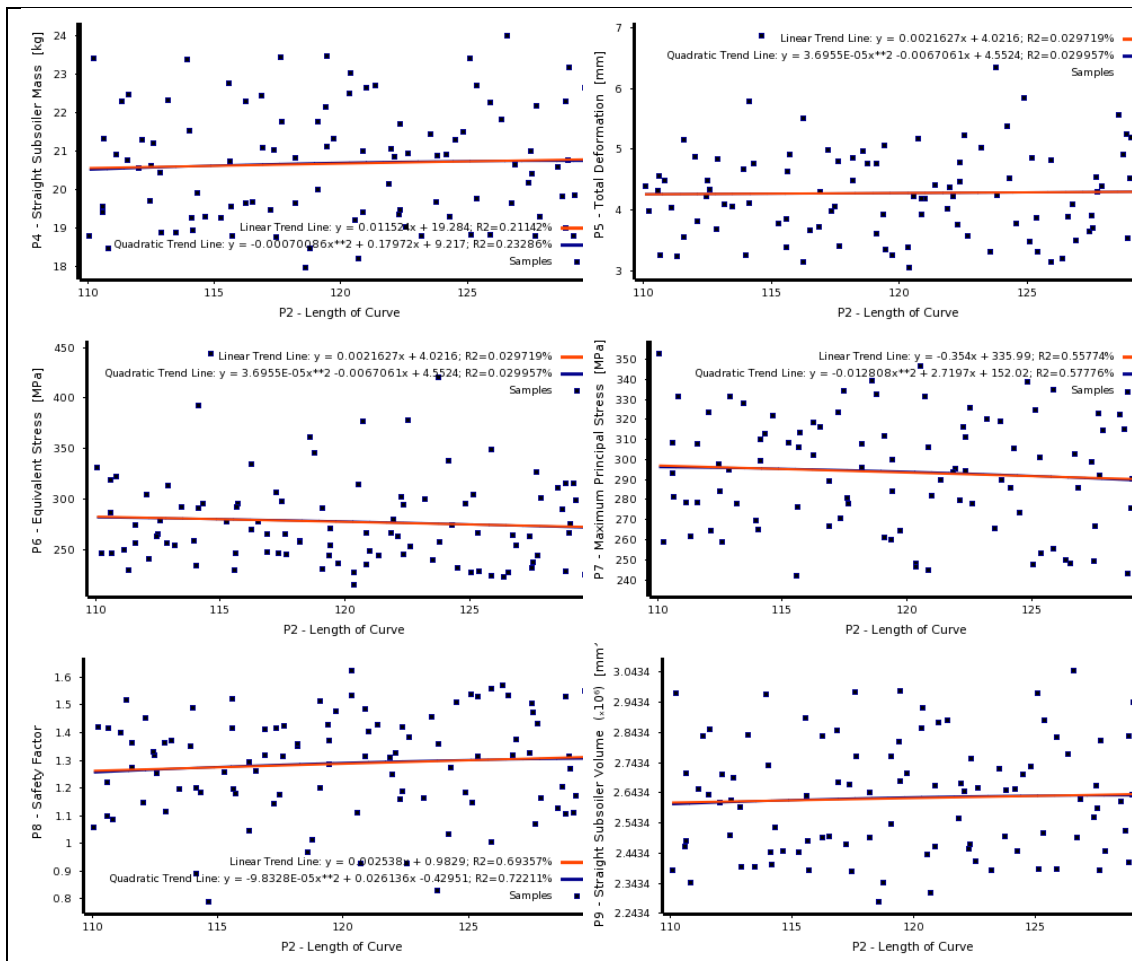 P4 - Straight Subsoiler Mass [kg]
24
23
22
21
20
19
18
Linear Trend Line: y = 0.011524x + 19.284; R2=0.21142%
Quadratic Trend Line: y = -0.00070086x**2 + 0.17972x + 9.217; R2=0.23286%
Samples
110 115 120 125
P2 - Length of Curve
P5 - Total Deformation [mm]
7
6
5
4
3
Linear Trend Line: y = 0.0021627x + 4.0216; R2=0.029719%
Quadratic Trend Line: y = 3.6955E-05x**2 -0.0067061x + 4.5524; R2=0.029957%
Samples
110 115 120 125
P2 - Length of Curve
P6 - Equivalent Stress [MPa]
450
400
350
300
250
Linear Trend Line: y = 0.0021627x + 4.0216; R2=0.029719%
Quadratic Trend Line: y = 3.6955E-05x**2 -0.0067061x + 4.5524; R2=0.029957%
Samples
110 115 120 125
P2 - Length of Curve
P7 - Maximum Principal Stress [MPa]
350
340
330
320
310
300
290
280
270
260
250
240
Linear Trend Line: y = -0.354x + 335.99; R2=0.55774%
Quadratic Trend Line: y = -0.012808x**2 + 2.7197x + 152.02; R2=0.57776%
Samples
110 115 120 125
P2 - Length of Curve
P8 - Safety Factor
1.6
1.5
1.4
1.3
1.2
1.1
1
0.9
0.8
Linear Trend Line: y = 0.002538x + 0.9829; R2=0.69357%
Quadratic Trend Line: y = -9.8328E-05x**2 + 0.026136x -0.42951; R2=0.72211%
Samples
110 115 120 125
P2 - Length of Curve
P9 - Straight Subsoiler Volume (x10⁶) [mm³
3.0434
2.9434
2.8434
2.7434
2.6434
2.5434
2.4434
2.3434
2.2434
110 115 120 125
P2 - Length of Curve